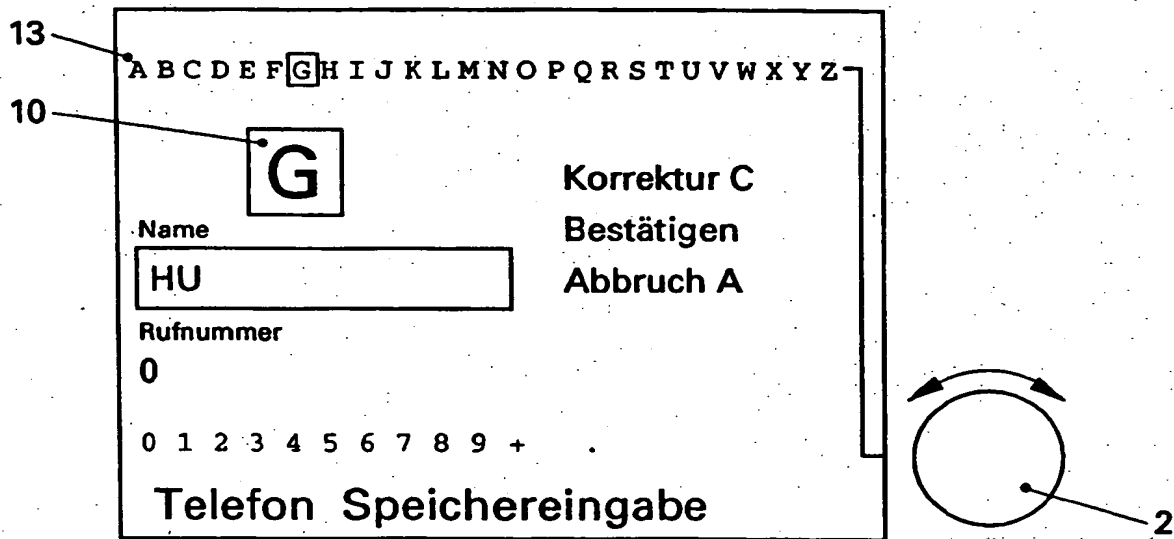 13
A B C D E F G H I J K L M N O P Q R S T U V W X Y Z
10
G
Korrektur C
Name
Bestätigen
HU
Abbruch A
Rufnummer
0
0 1 2 3 4 5 6 7 8 9 + .
Telefon Speichereingabe
2